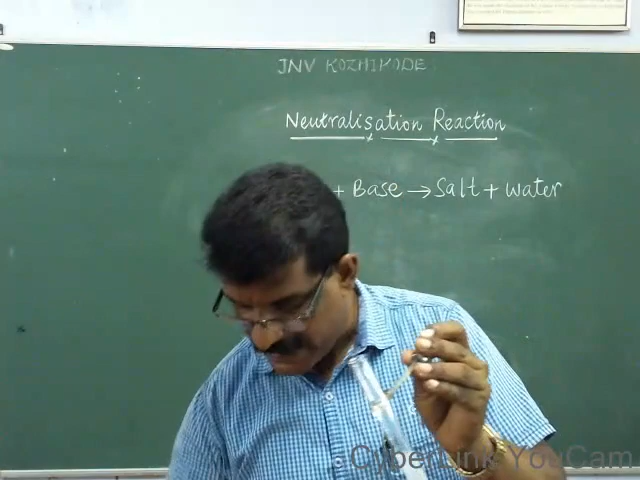 JNV KOZHIKODE
Neutralisation Reaction
+ Base → Salt + water
CyberLink YouCam